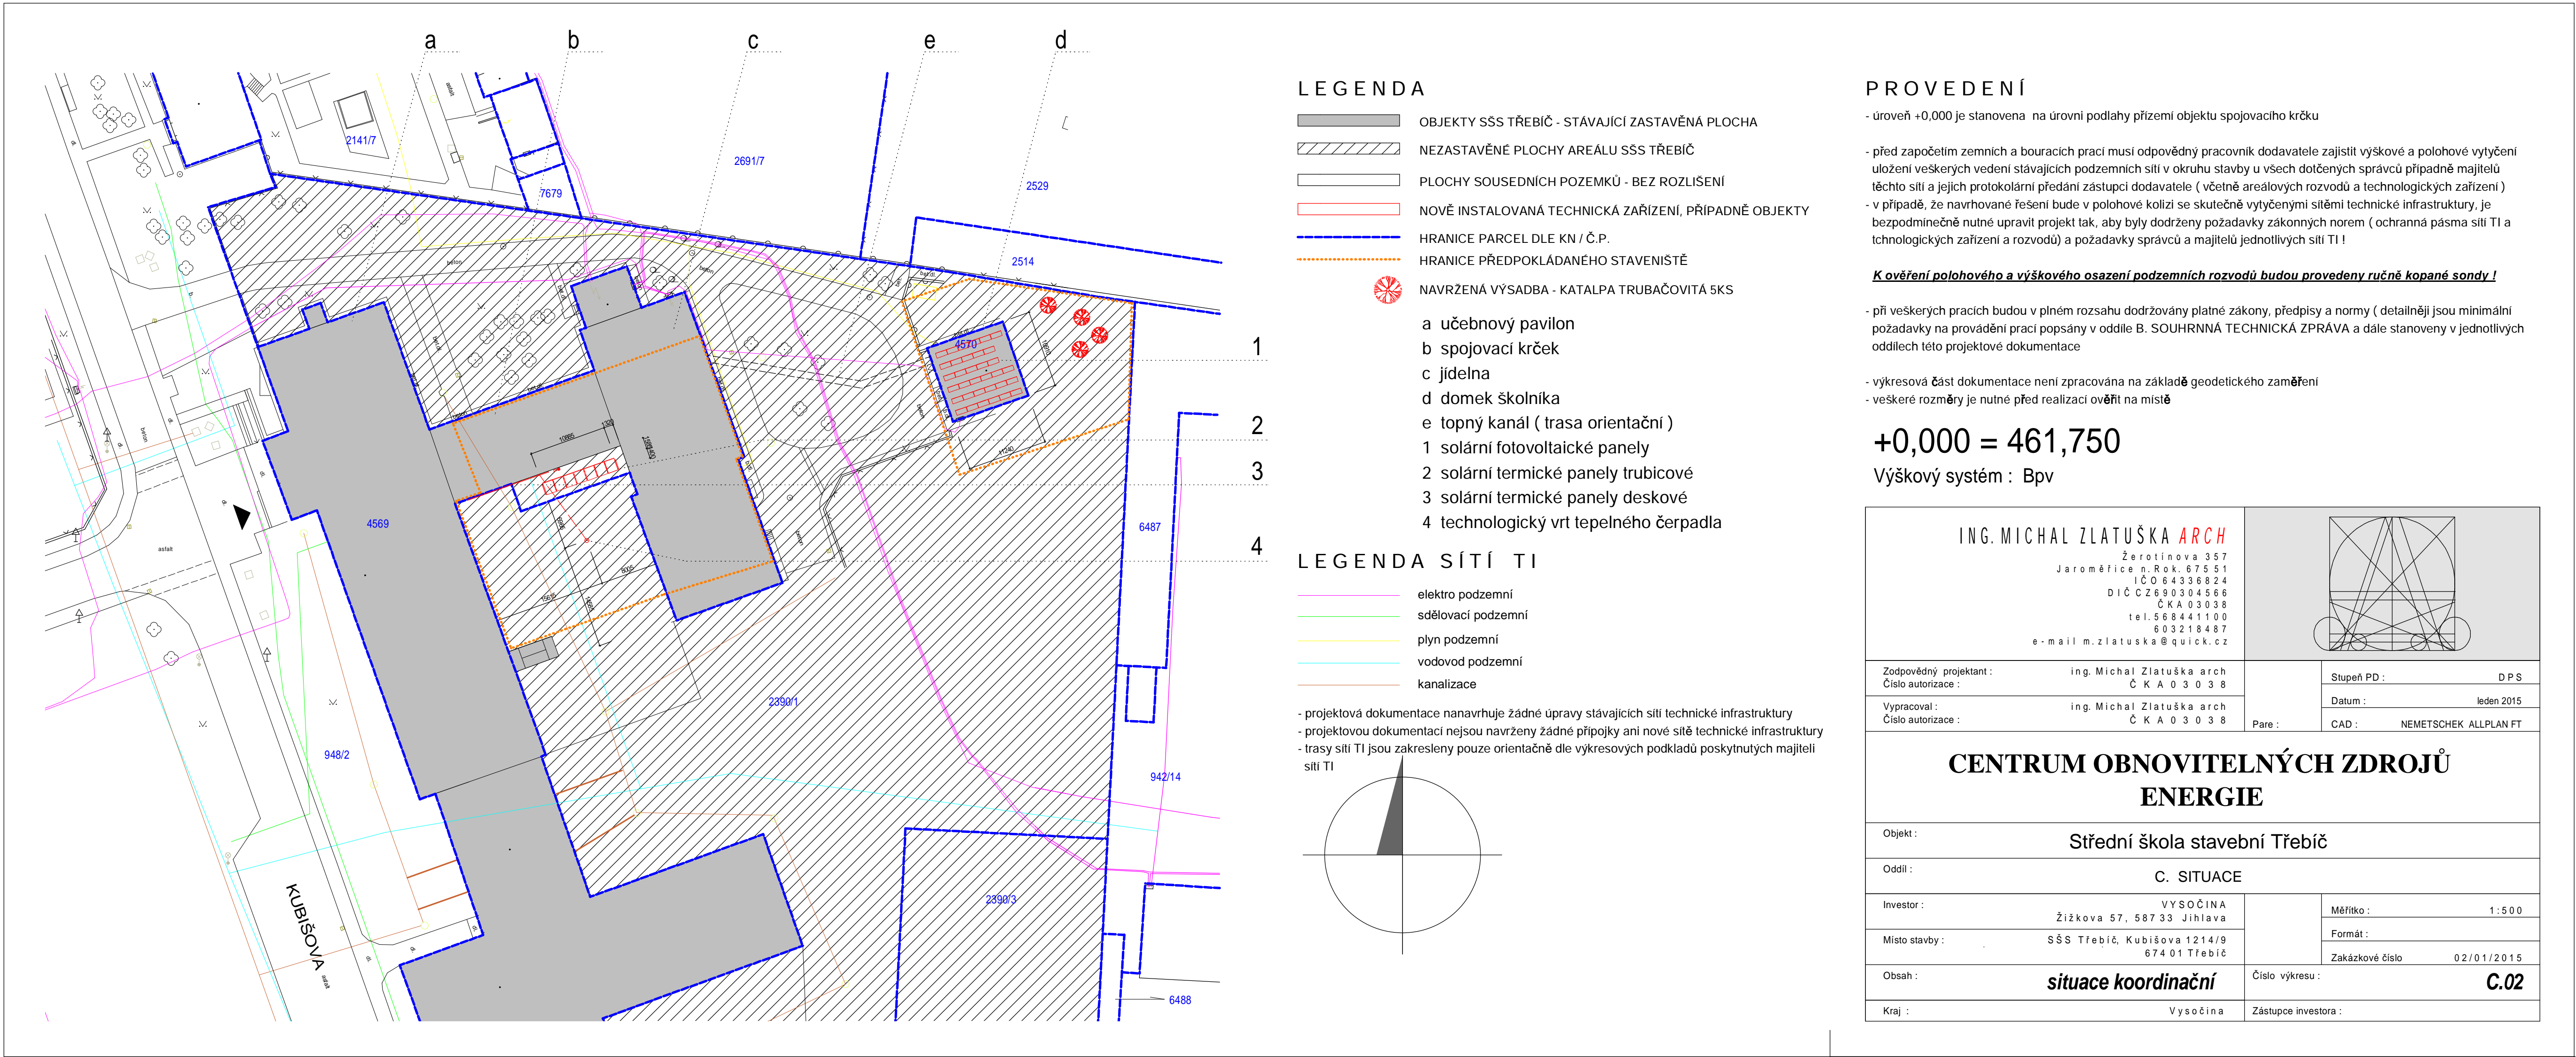 a
b
c
e
d
2141/7
7679
2691/7
2529
2514
asfalt
beton
beton
4570
1
2
3
4
10665
1325
11240
8005
15615
4569
6487
2390/1
948/2
942/14
2390/3
6488
asfalt
beton
KUBIŠOVA
asfalt
LEGENDA
OBJEKTY SŠS TŘEBÍČ - STÁVAJÍCÍ ZASTAVĚNÁ PLOCHA
NEZASTAVĚNÉ PLOCHY AREÁLU SŠS TŘEBÍČ
PLOCHY SOUSEDNÍCH POZEMKŮ - BEZ ROZLIŠENÍ
NOVĚ INSTALOVANÁ TECHNICKÁ ZAŘÍZENÍ, PŘÍPADNĚ OBJEKTY
HRANICE PARCEL DLE KN / Č.P.
HRANICE PŘEDPOKLÁDANÉHO STAVENIŠTĚ
NAVRŽENÁ VÝSADBA - KATALPA TRUBAČOVITÁ 5KS
a učebnový pavilon
b spojovací krček
c jídelna
d domek školníka
e topný kanál ( trasa orientační )
1 solární fotovoltaické panely
2 solární termické panely trubicové
3 solární termické panely deskové
4 technologický vrt tepelného čerpadla
LEGENDA SÍTÍ TI
elektro podzemní
sdělovací podzemní
plyn podzemní
vodovod podzemní
kanalizace
- projektová dokumentace nanavrhuje žádné úpravy stávajících sítí technické infrastruktury
- projektovou dokumentací nejsou navrženy žádné přípojky ani nové sítě technické infrastruktury
- trasy sítí TI jsou zakresleny pouze orientačně dle výkresových podkladů poskytnutých majiteli
sítí TI
PROVEDENÍ
- úroveň +0,000 je stanovena na úrovni podlahy přízemí objektu spojovacího krčku
- před započetím zemních a bouracích prací musí odpovědný pracovník dodavatele zajistit výškové a polohové vytyčení
uložení veškerých vedení stávajících podzemních sítí v okruhu stavby u všech dotčených správců případně majitelů
těchto sítí a jejich protokolární předání zástupci dodavatele ( včetně areálových rozvodů a technologických zařízení )
- v případě, že navrhované řešení bude v polohové kolizi se skutečně vytyčenými sítěmi technické infrastruktury, je
bezpodmínečně nutné upravit projekt tak, aby byly dodrženy požadavky zákonných norem ( ochranná pásma sítí TI a
tchnologických zařízení a rozvodů) a požadavky správců a majitelů jednotlivých sítí TI !
K ověření polohového a výškového osazení podzemních rozvodů budou provedeny ručně kopané sondy !
- při veškerých pracích budou v plném rozsahu dodržovány platné zákony, předpisy a normy ( detailněji jsou minimální
požadavky na provádění prací popsány v oddíle B. SOUHRNNÁ TECHNICKÁ ZPRÁVA a dále stanoveny v jednotlivých
oddílech této projektové dokumentace
- výkresová část dokumentace není zpracována na základě geodetického zaměření
- veškeré rozměry je nutné před realizací ověřit na místě
+0,000 = 461,750
Výškový systém : Bpv
ING. MICHAL ZLATUŠKA ARCH
Žerotínova 357
Jaroměřice n.Rok. 67551
IČO 64336824
DIČ CZ690304566
ČKA 03038
tel. 568441100
603218487
e-mail m.zlatuska@quick.cz
Zodpovědný projektant : ing. Michal Zlatuška arch
Číslo autorizace : ČKA 03038
Vypracoval : ing. Michal Zlatuška arch
Číslo autorizace : ČKA 03038
Pare :
Stupeň PD : DPS
Datum : leden 2015
CAD : NEMETSCHEK ALLPLAN FT
CENTRUM OBNOVITELNÝCH ZDROJŮ
ENERGIE
Objekt : Střední škola stavební Třebíč
Oddíl : C. SITUACE
Investor : VYSOČINA
Žižkova 57, 587 33 Jihlava
Místo stavby : SŠS Třebíč, Kubišova 1214/9
674 01 Třebíč
Měřítko : 1:500
Formát :
Zakázkové číslo 02/01/2015
Obsah : situace koordinační
Číslo výkresu : C.02
Kraj : Vysočina
Zástupce investora :